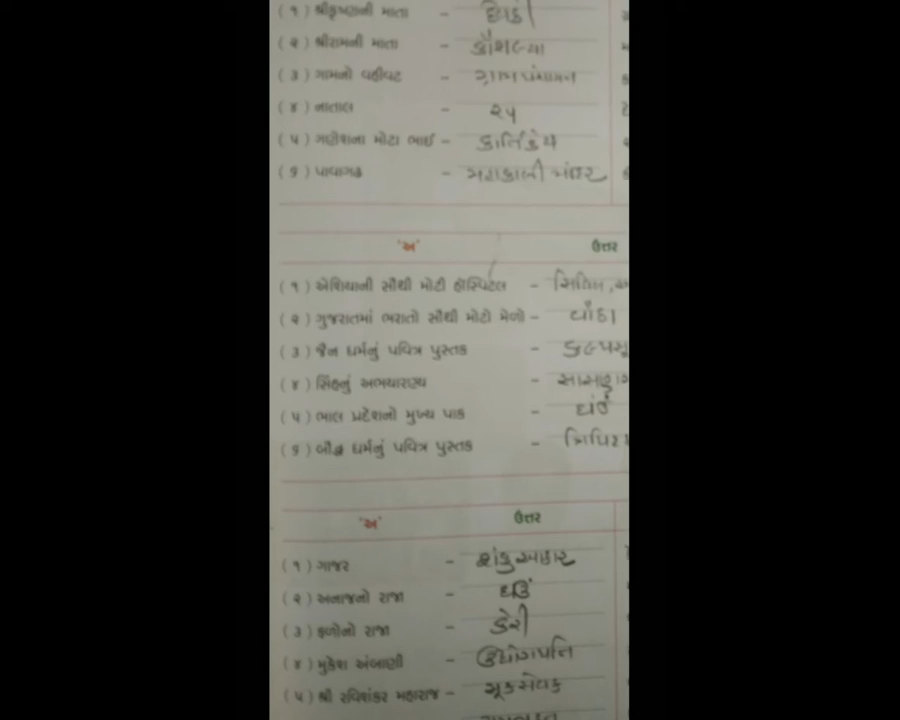 (૧) શ્રીકૃષ્ણની માતા -
(૨) શ્રીરામની માતા - કૌશલ્યા
(૩) ગામનો વહીવટ - ગ્રામ પંચાયત
(૪) નાતાલ - ૨૫
(૫) ગણેશના મોટા ભાઈ - કાર્તિકેય
(૬) પાવાગઢ - મહાકાલી મંદિર
'અ' ઉત્તર
(૧) એશિયાની સૌથી મોટી હૉસ્પિટલ - સિવિલ,
(૨) ગુજરાતમાં ભરાતો સૌથી મોટો મેળો - વૌઠા
(૩) જૈન ધર્મનું પવિત્ર પુસ્તક - કલ્પસૂ
(૪) સિંહનું અભયારણ્ય - સાસણ
(૫) ભાલ પ્રદેશનો મુખ્ય પાક - ઘઉં
(૬) બૌદ્ધ ધર્મનું પવિત્ર પુસ્તક - ત્રિપિ
'અ' ઉત્તર
(૧) ગાજર - શંકુ આકાર
(૨) અનાજનો રાજા - ઘઉં
(૩) ફળોનો રાજા - કેરી
(૪) મુકેશ અંબાણી - ઉદ્યોગપતિ
(૫) શ્રી રવિશંકર મહારાજ - મૂકસેવક